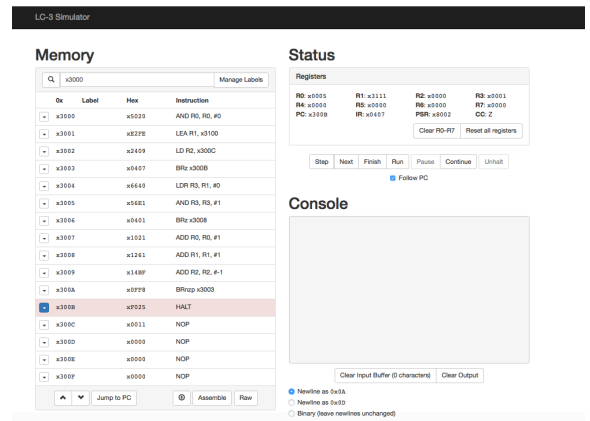 LC-3 Simulator
Memory
x3000 Manage Labels
0x Label Hex Instruction
x3000 x5020 AND R0, R0, #0
x3001 xE2FE LEA R1, x3100
x3002 x2409 LD R2, x300C
x3003 x0407 BRz x300B
x3004 x6640 LDR R3, R1, #0
x3005 x56E1 AND R3, R3, #1
x3006 x0401 BRz x3008
x3007 x1021 ADD R0, R0, #1
x3008 x1261 ADD R1, R1, #1
x3009 x14BF ADD R2, R2, #-1
x300A x0FF8 BRnzp x3003
x300B xF025 HALT
x300C x0011 NOP
x300D x0000 NOP
x300E x0000 NOP
x300F x0000 NOP
Jump to PC Assemble Raw
Status
Registers
R0: x0005 R1: x3111 R2: x0000 R3: x0001
R4: x0000 R5: x0000 R6: x0000 R7: x0000
PC: x300B IR: x0407 PSR: x8002 CC: Z
Clear R0–R7 Reset all registers
Step Next Finish Run Pause Continue Unhalt
Follow PC
Console
Clear Input Buffer (0 characters) Clear Output
Newline as 0x0A
Newline as 0x0D
Binary (leave newlines unchanged)